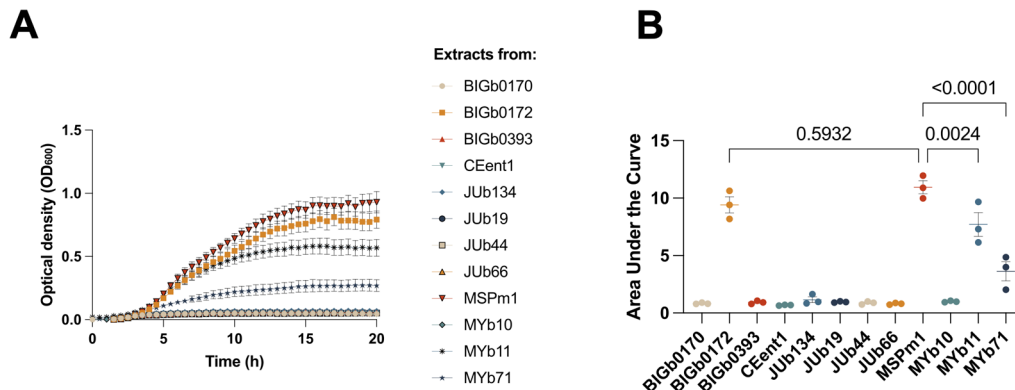 A
Extracts from:
BIGb0170
BIGb0172
BIGb0393
CEent1
JUb134
JUb19
JUb44
JUb66
MSPm1
MYb10
MYb11
MYb71
Optical density (OD600)
1.5
1.0
0.5
0.0
0 5 10 15 20
Time (h)
B
<0.0001
0.5932 0.0024
Area Under the Curve
15
10
5
0
BIGb0170
BIGb0172
BIGb0393
CEent1
JUb134
JUb19
JUb44
JUb66
MSPm1
MYb10
MYb11
MYb71